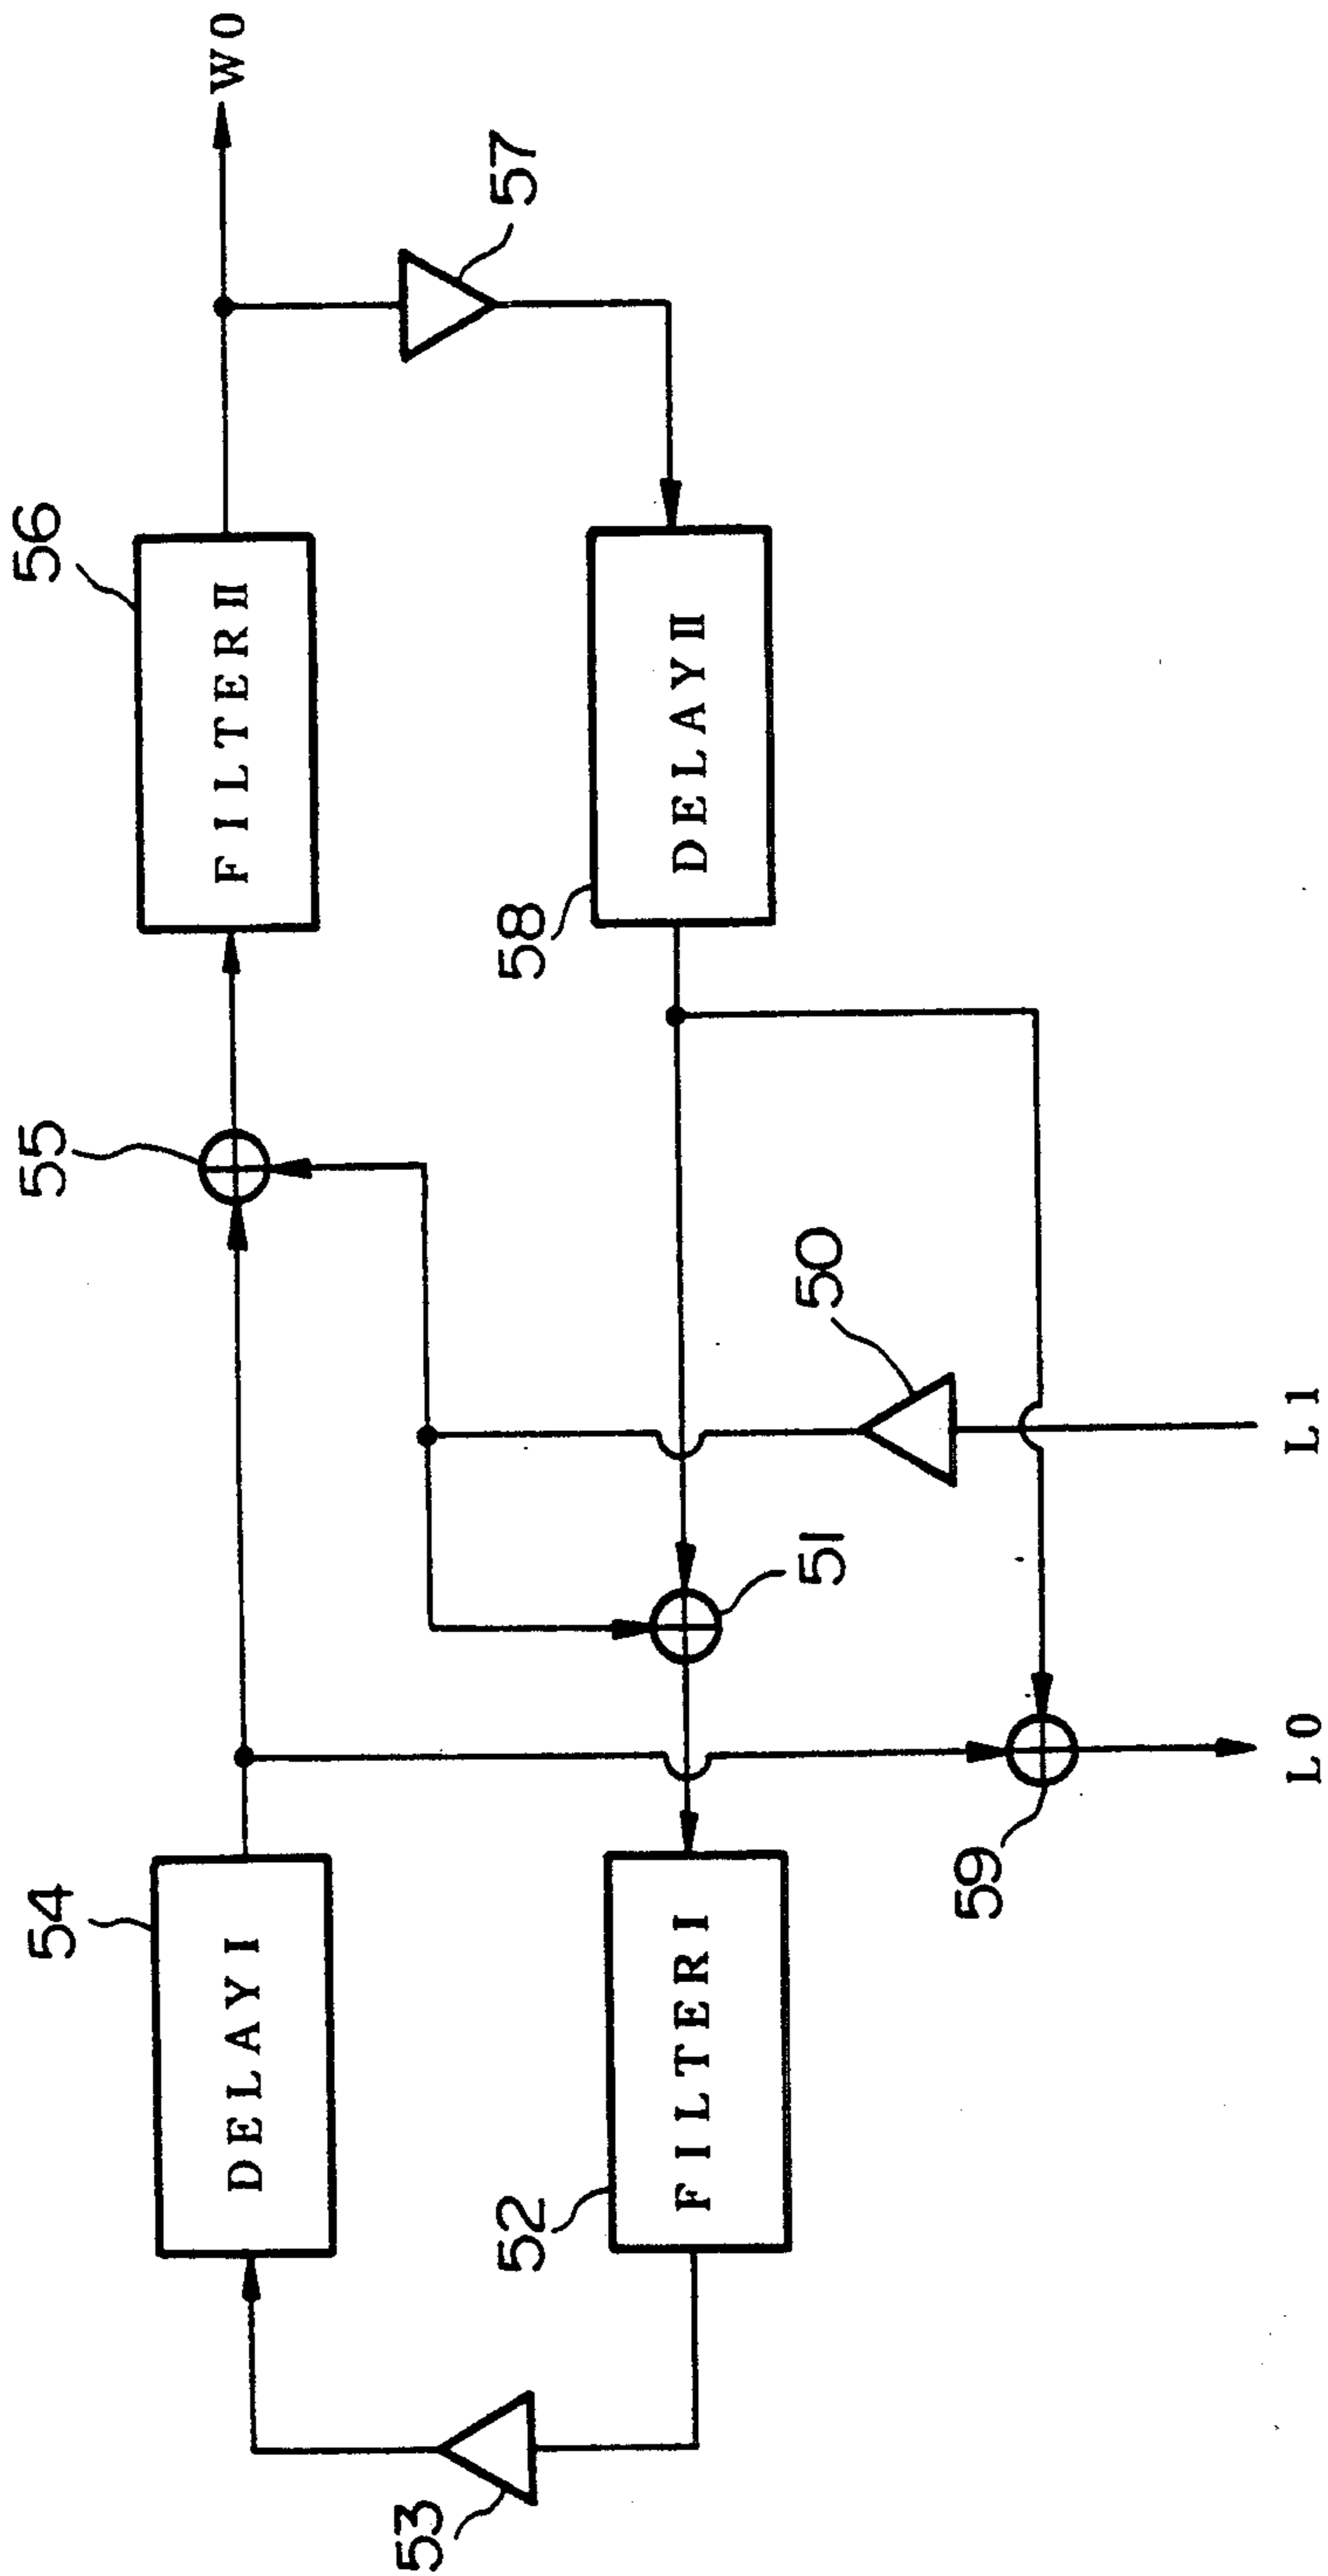 54
55
56
DELAY I
FILTER II
W0
53
52
58
57
FILTER I
DELAY II
51
50
59
L0
L1